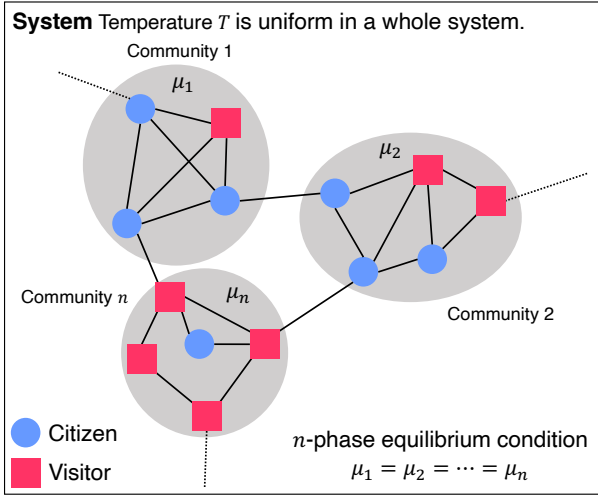 System Temperature 𝑇 is uniform in a whole system.
Community 1
𝜇₁
𝜇₂
Community 𝑛
𝜇ₙ
Community 2
Citizen
Visitor
𝑛-phase equilibrium condition
𝜇₁ = 𝜇₂ = ⋯ = 𝜇ₙ